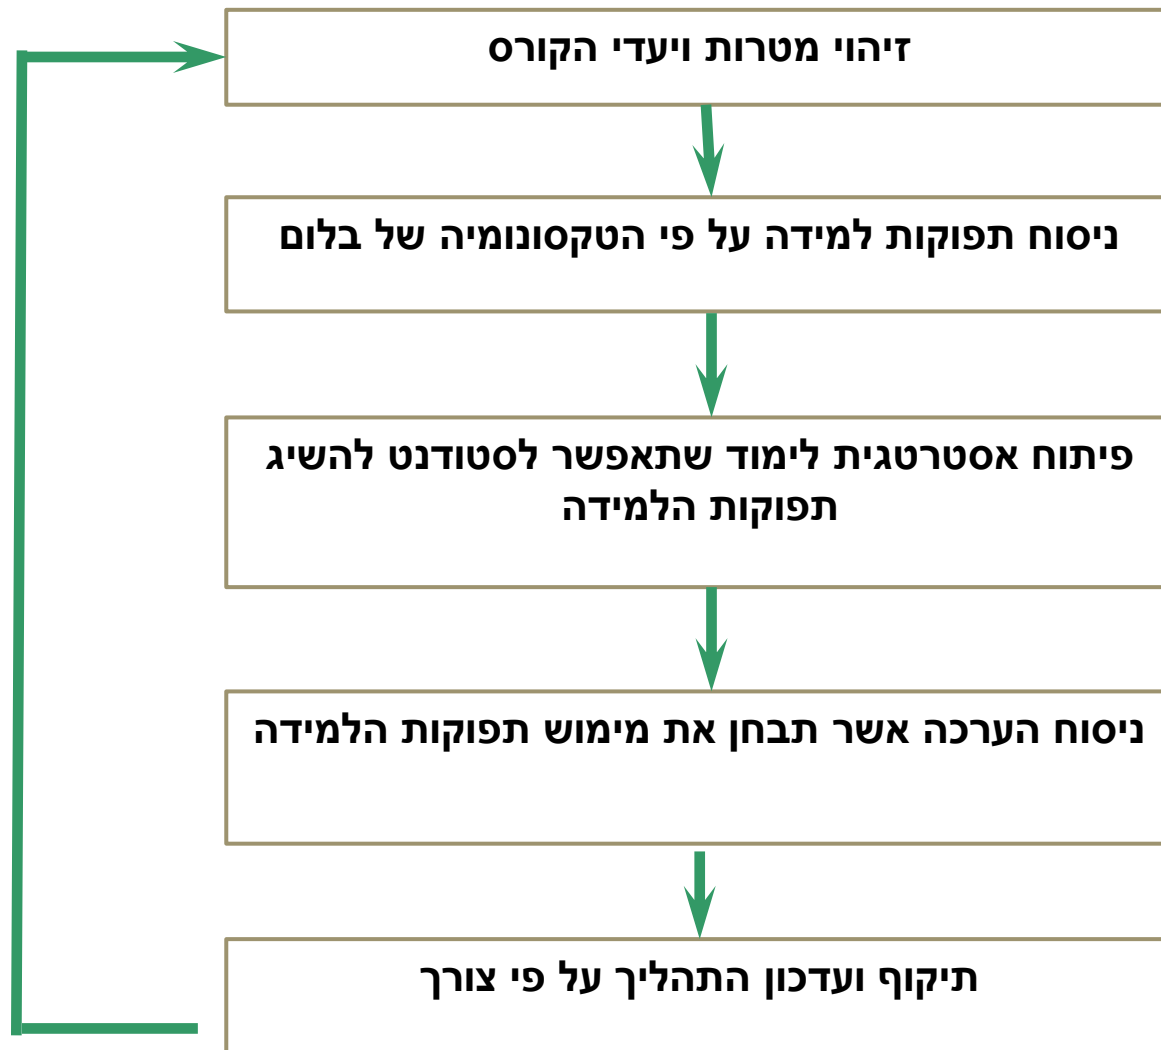 זיהוי מטרות ויעדי הקורס
ניסוח תפוקות למידה על פי הטקסונומיה של בלום
פיתוח אסטרטגית לימוד שתאפשר לסטודנט להשיג
תפוקות הלמידה
ניסוח הערכה אשר תבחן את מימוש תפוקות הלמידה
תיקוף ועדכון התהליך על פי צורך